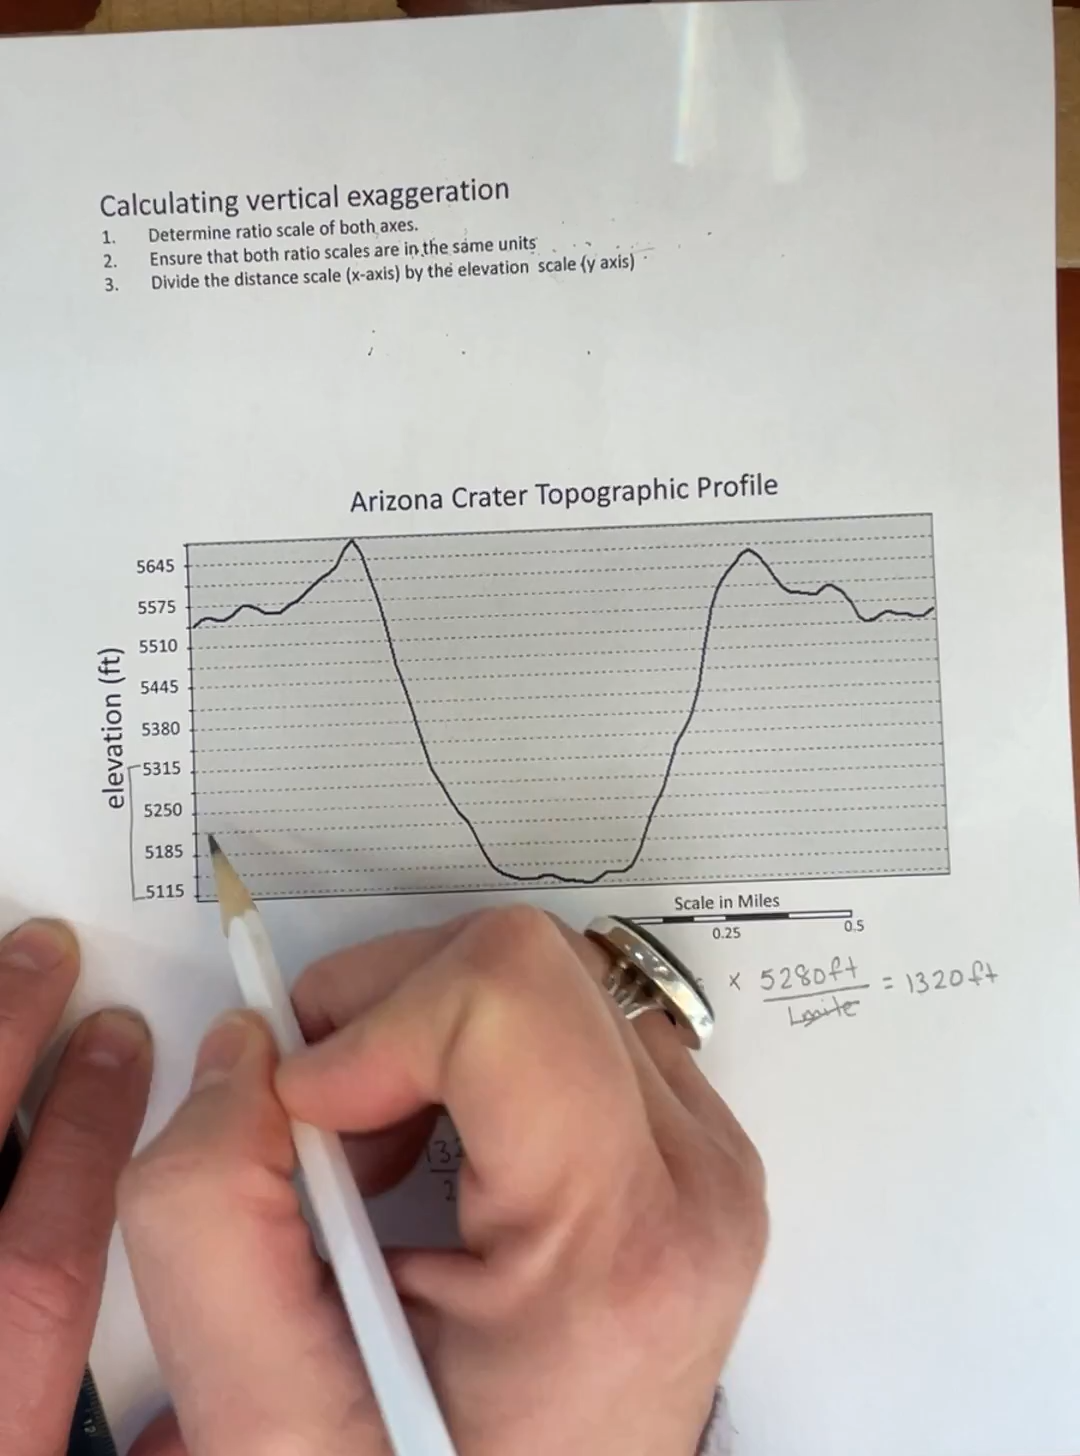 Calculating vertical exaggeration
1. Determine ratio scale of both axes.
2. Ensure that both ratio scales are in the same units
3. Divide the distance scale (x-axis) by the elevation scale (y axis)
Arizona Crater Topographic Profile
elevation (ft)
5645
5575
5510
5445
5380
5315
5250
5185
5115
Scale in Miles
0.25 0.5
x 5280ft = 1320ft
1 mile